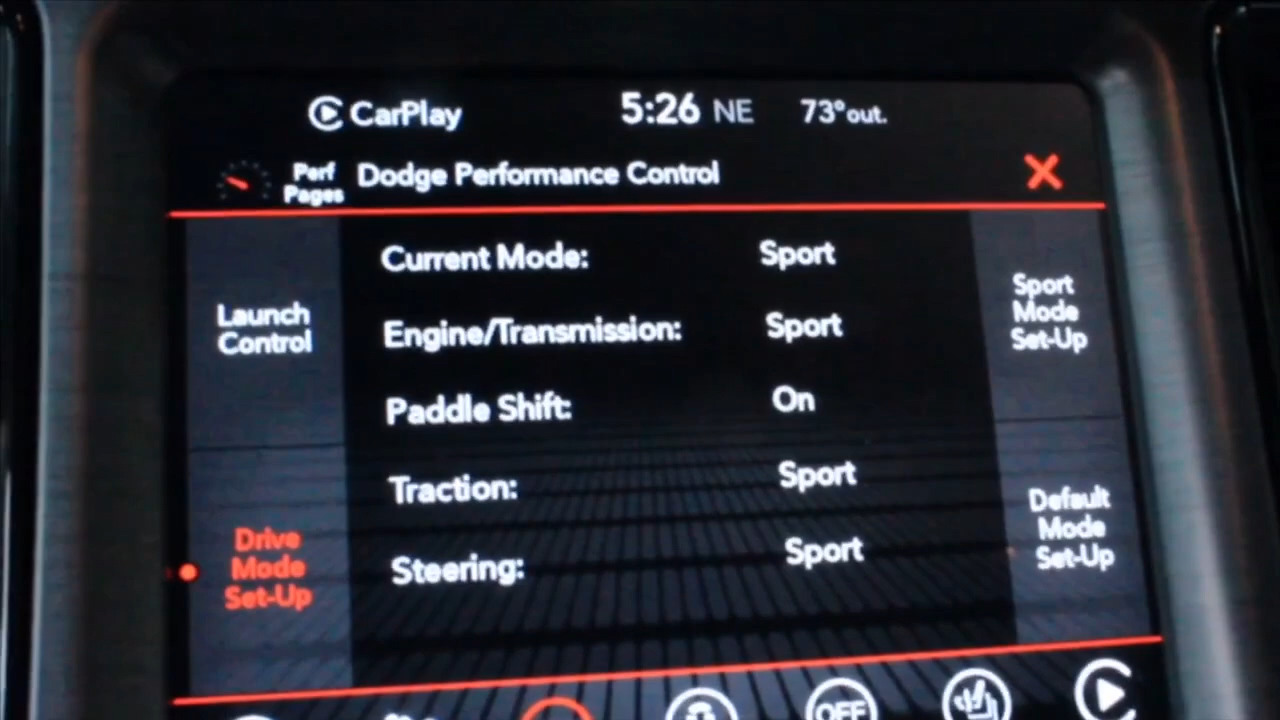 CarPlay 5:26 NE 73° out.
Perf
Pages
Dodge Performance Control
Launch
Control
Drive
Mode
Set-Up
Current Mode: Sport
Engine/Transmission: Sport
Paddle Shift: On
Traction: Sport
Steering: Sport
Sport
Mode
Set-Up
Default
Mode
Set-Up
OFF